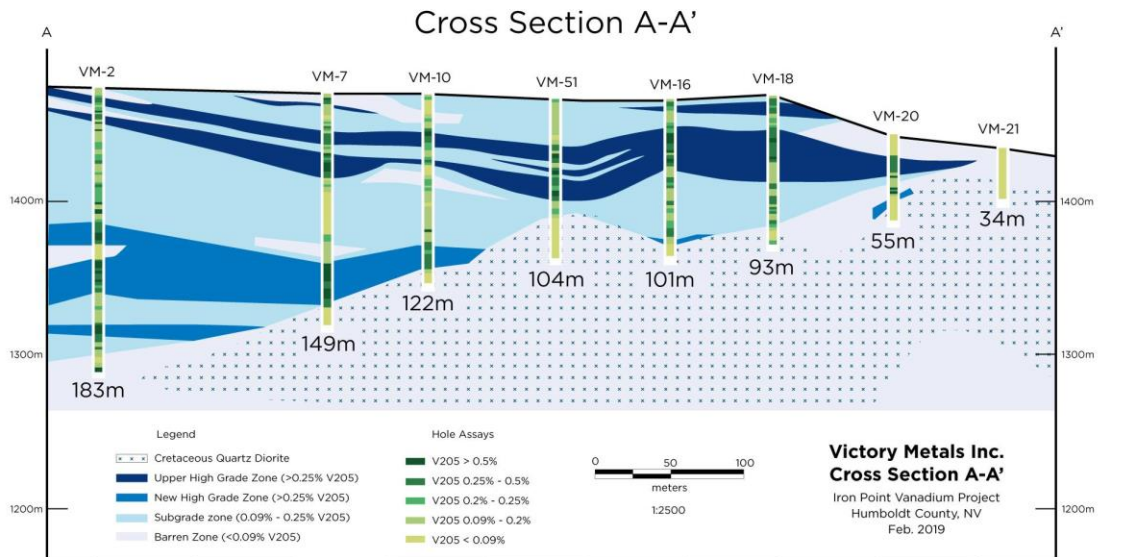 Cross Section A-A’
A
A’
VM-2
VM-7
VM-10
VM-51
VM-16
VM-18
VM-20
VM-21
1400m
1400m
1300m
1300m
1200m
1200m
183m
149m
122m
104m
101m
93m
55m
34m
Legend
Cretaceous Quartz Diorite
Upper High Grade Zone (>0.25% V205)
New High Grade Zone (>0.25% V205)
Subgrade zone (0.09% - 0.25% V205)
Barren Zone (<0.09% V205)
Hole Assays
V205 > 0.5%
V205 0.25% - 0.5%
V205 0.2% - 0.25%
V205 0.09% - 0.2%
V205 < 0.09%
0 50 100
meters
1:2500
Victory Metals Inc.
Cross Section A-A’
Iron Point Vanadium Project
Humboldt County, NV
Feb. 2019